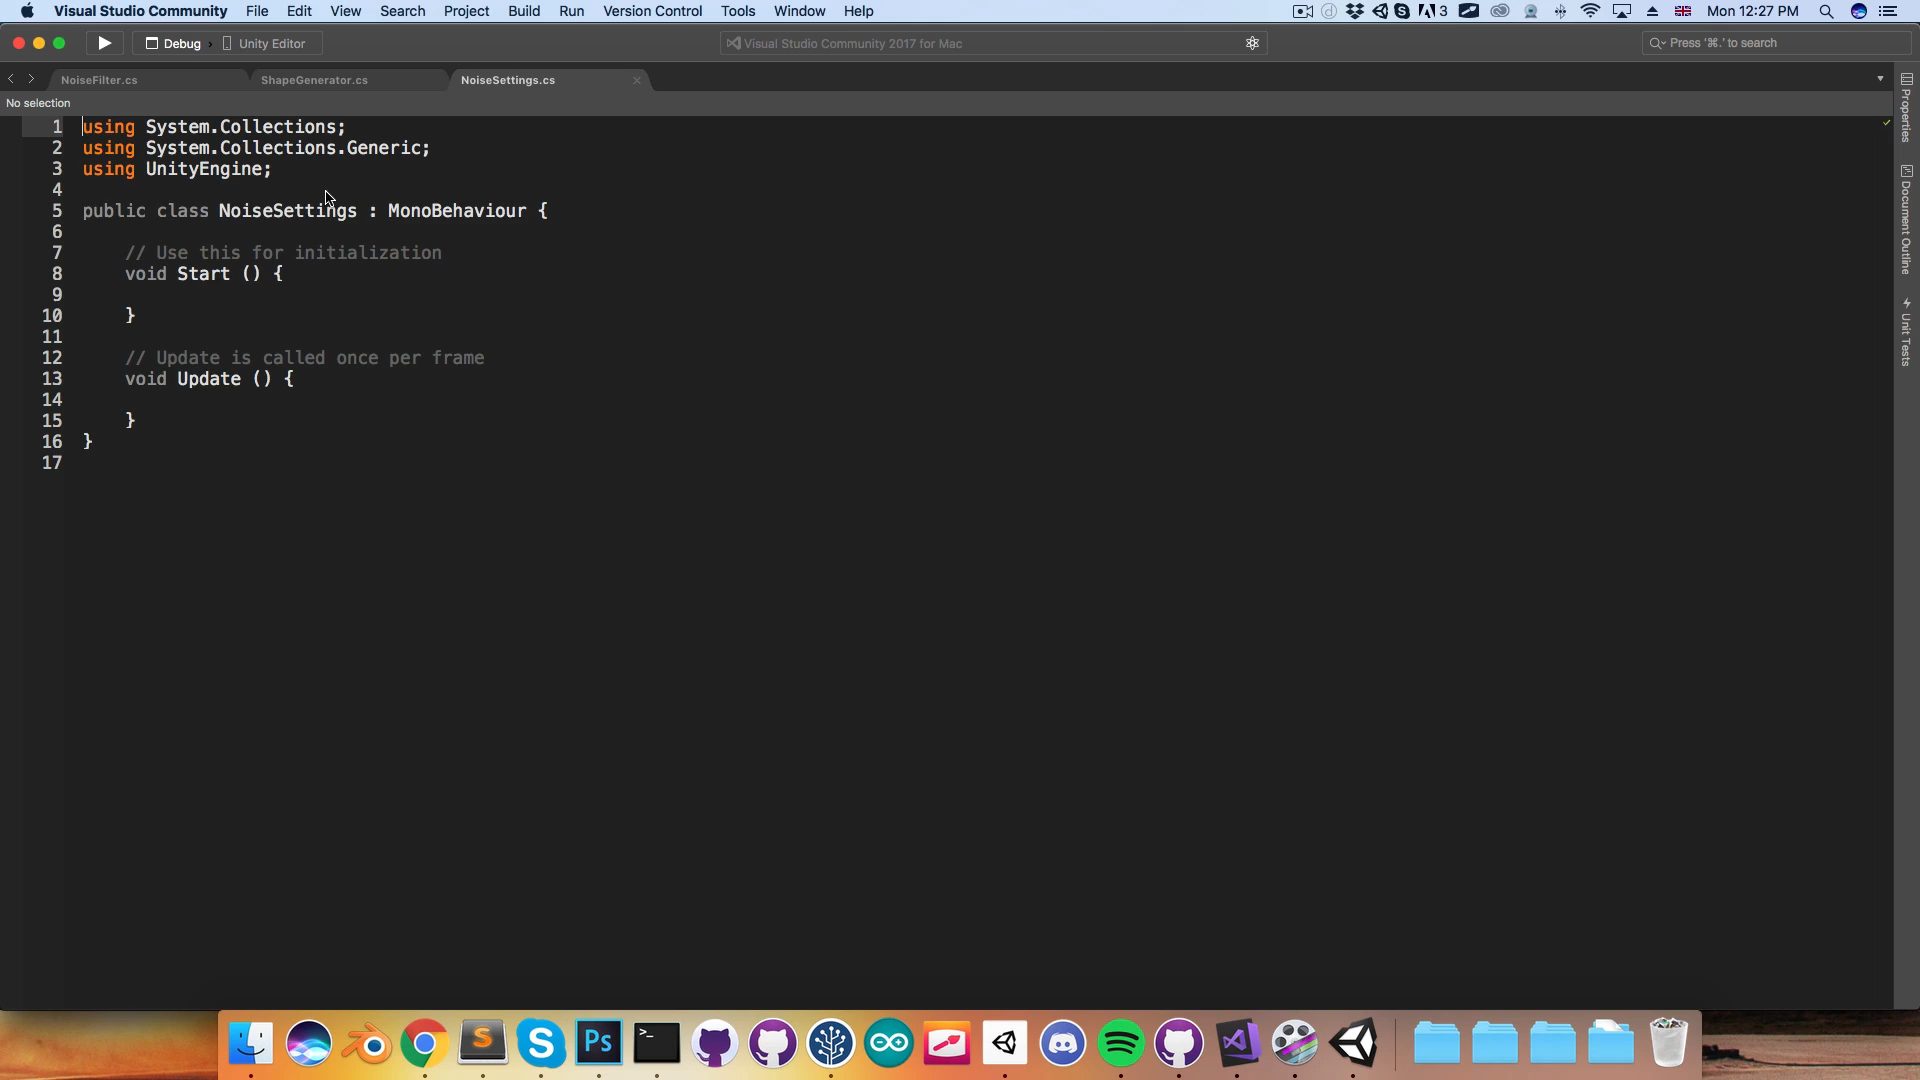 Visual Studio Community File Edit View Search Project Build Run Version Control Tools Window Help 3 Mon 12:27 PM
Debug Unity Editor Visual Studio Community 2017 for Mac Press '⌘.' to search
NoiseFilter.cs ShapeGenerator.cs NoiseSettings.cs
No selection
1 using System.Collections;
2 using System.Collections.Generic;
3 using UnityEngine;
4
5 public class NoiseSettings : MonoBehaviour {
6
7 // Use this for initialization
8 void Start () {
9
10 }
11
12 // Update is called once per frame
13 void Update () {
14
15 }
16 }
17
Properties
Document Outline
Unit Tests
Ps